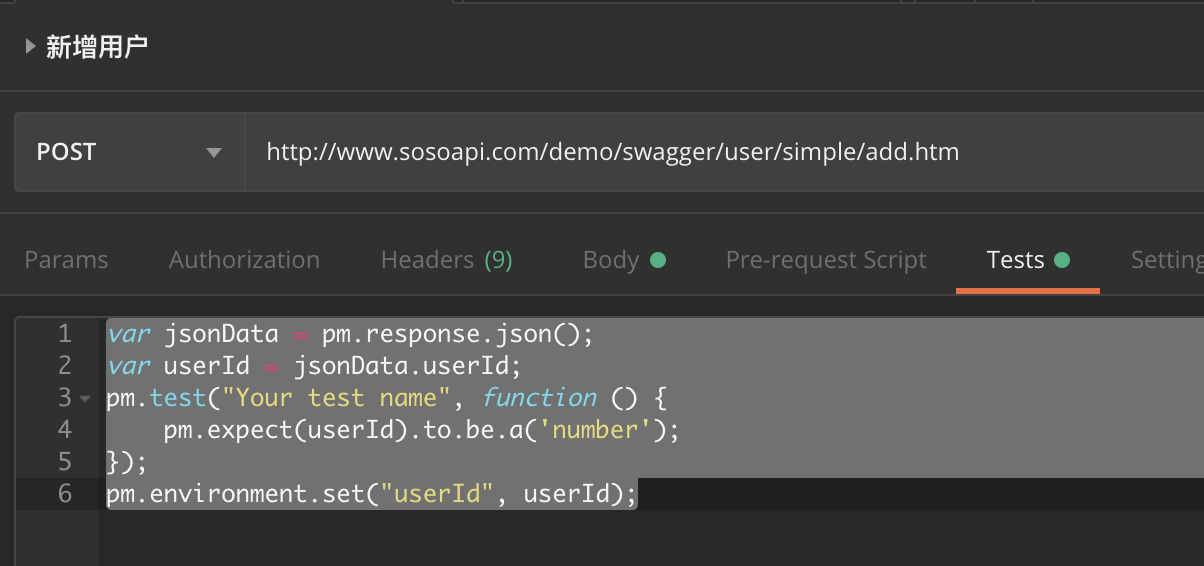 新增用户
POST http://www.sosoapi.com/demo/swagger/user/simple/add.htm
Params Authorization Headers (9) Body Pre-request Script Tests Setting
1 var jsonData = pm.response.json();
2 var userId = jsonData.userId;
3 pm.test("Your test name", function () {
4     pm.expect(userId).to.be.a('number');
5 });
6 pm.environment.set("userId", userId);